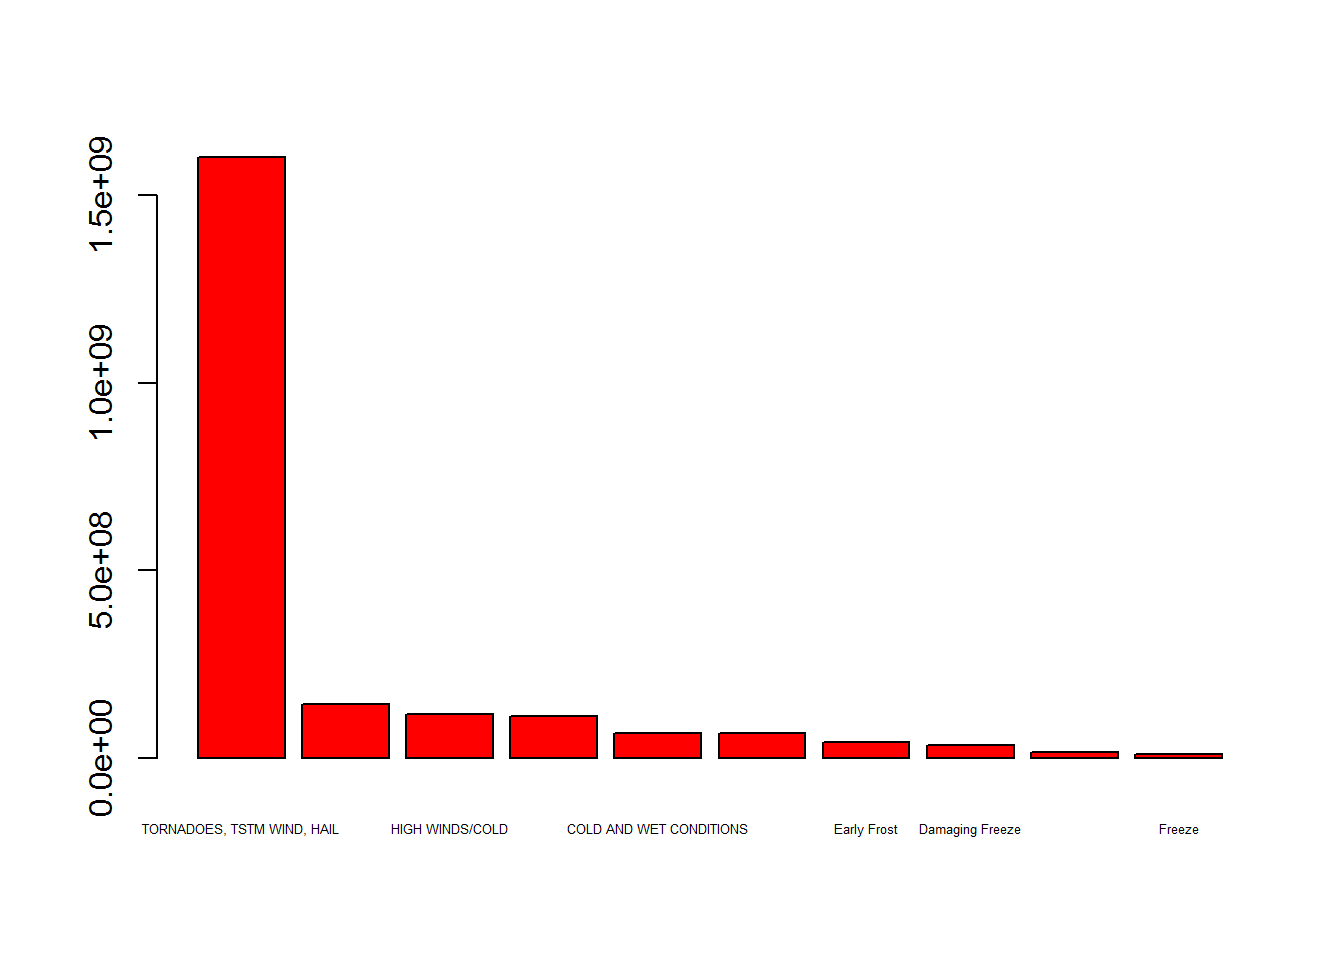 1.5e+09
1.0e+09
5.0e+08
0.0e+00
TORNADOES, TSTM WIND, HAIL
HIGH WINDS/COLD
COLD AND WET CONDITIONS
Early Frost
Damaging Freeze
Freeze